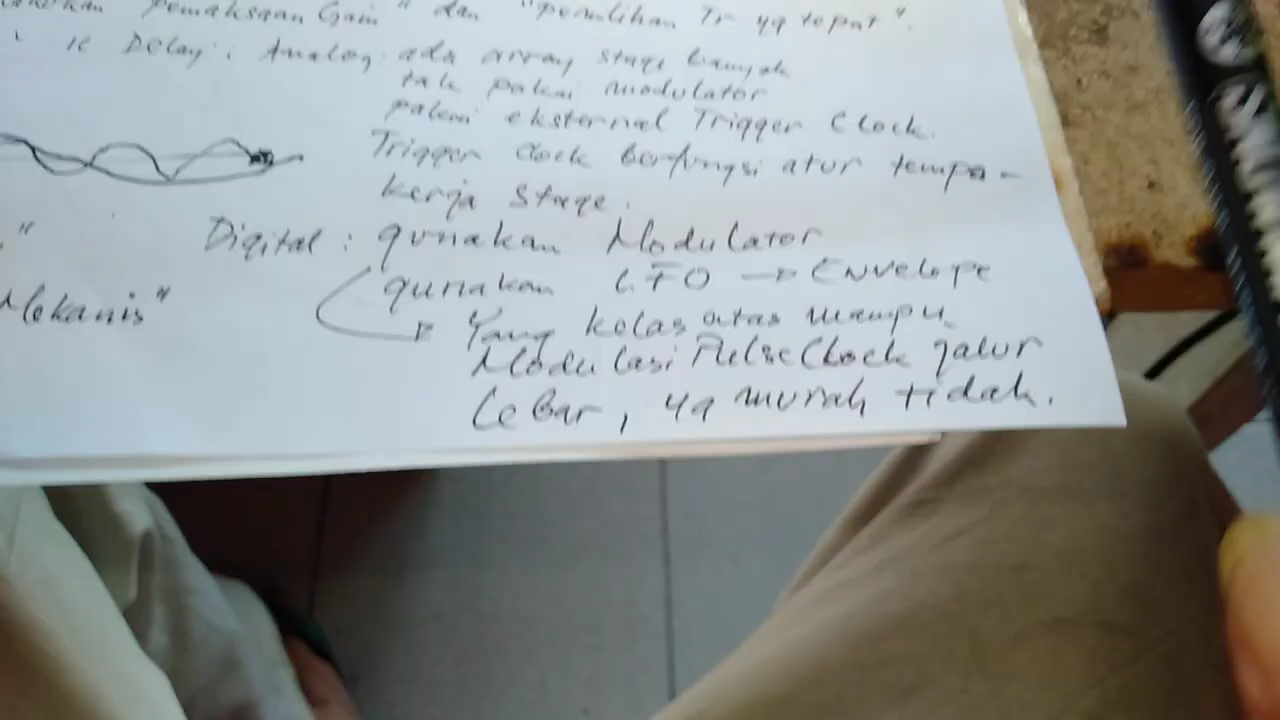 Pemaksaan Gain" dan "pemilihan Tr yg tepat".
IC Delay : Analog : ada array stage banyak
tak pakai modulator
pakai eksternal Trigger Clock.
Trigger clock berfungsi atur tempo-
kerja stage.
"
Digital : gunakan Modulator
gunakan LFO → Envelope
Mekanis"
Yang kelas atas mampu
Modulasi Pulse Clock jalur
Lebar, yg murah tidak.